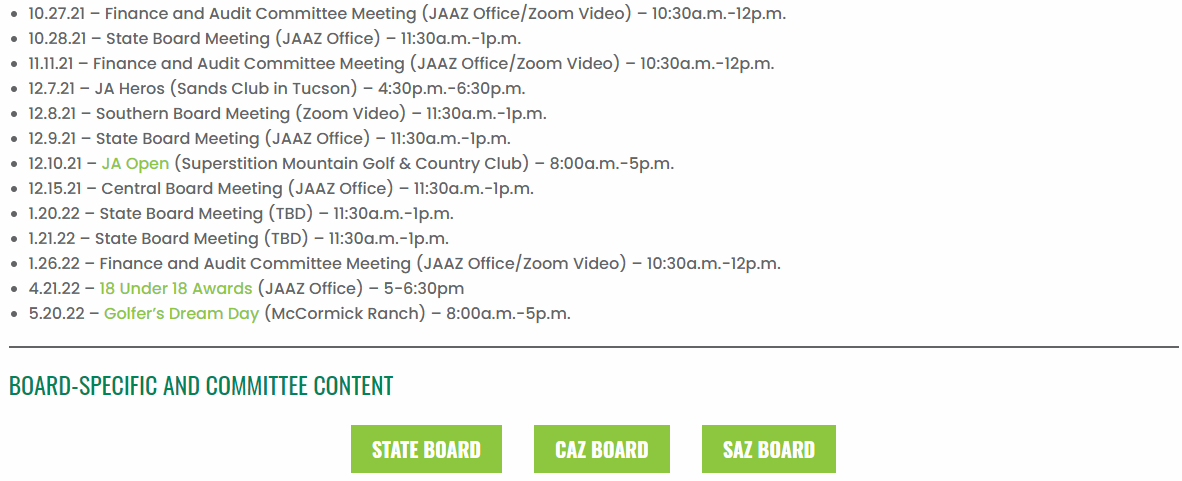 10.27.21 – Finance and Audit Committee Meeting (JAAZ Office/Zoom Video) – 10:30a.m.-12p.m.
10.28.21 – State Board Meeting (JAAZ Office) – 11:30a.m.-1p.m.
11.11.21 – Finance and Audit Committee Meeting (JAAZ Office/Zoom Video) – 10:30a.m.-12p.m.
12.7.21 – JA Heros (Sands Club in Tucson) – 4:30p.m.-6:30p.m.
12.8.21 – Southern Board Meeting (Zoom Video) – 11:30a.m.-1p.m.
12.9.21 – State Board Meeting (JAAZ Office) – 11:30a.m.-1p.m.
12.10.21 – JA Open (Superstition Mountain Golf & Country Club) – 8:00a.m.-5p.m.
12.15.21 – Central Board Meeting (JAAZ Office) – 11:30a.m.-1p.m.
1.20.22 – State Board Meeting (TBD) – 11:30a.m.-1p.m.
1.21.22 – State Board Meeting (TBD) – 11:30a.m.-1p.m.
1.26.22 – Finance and Audit Committee Meeting (JAAZ Office/Zoom Video) – 10:30a.m.-12p.m.
4.21.22 – 18 Under 18 Awards (JAAZ Office) – 5-6:30pm
5.20.22 – Golfer’s Dream Day (McCormick Ranch) – 8:00a.m.-5p.m.
BOARD-SPECIFIC AND COMMITTEE CONTENT
STATE BOARD CAZ BOARD SAZ BOARD